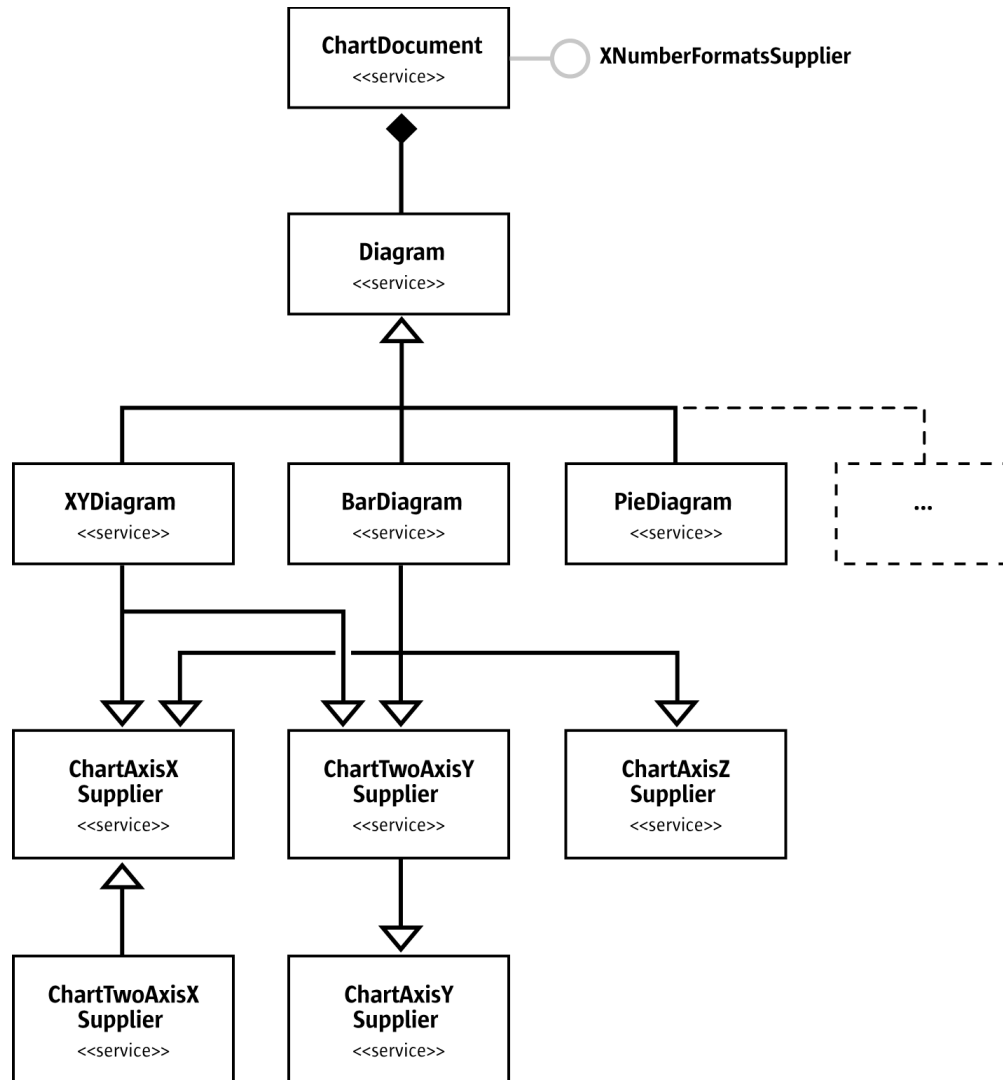 ChartDocument
<<service>>
XNumberFormatsSupplier
Diagram
<<service>>
XYDiagram
<<service>>
BarDiagram
<<service>>
PieDiagram
<<service>>
...
ChartAxisX
Supplier
<<service>>
ChartTwoAxisY
Supplier
<<service>>
ChartAxisZ
Supplier
<<service>>
ChartTwoAxisX
Supplier
<<service>>
ChartAxisY
Supplier
<<service>>